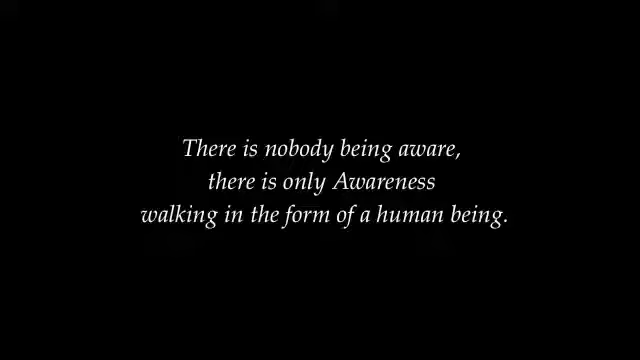 There is nobody being aware,
there is only Awareness
walking in the form of a human being.